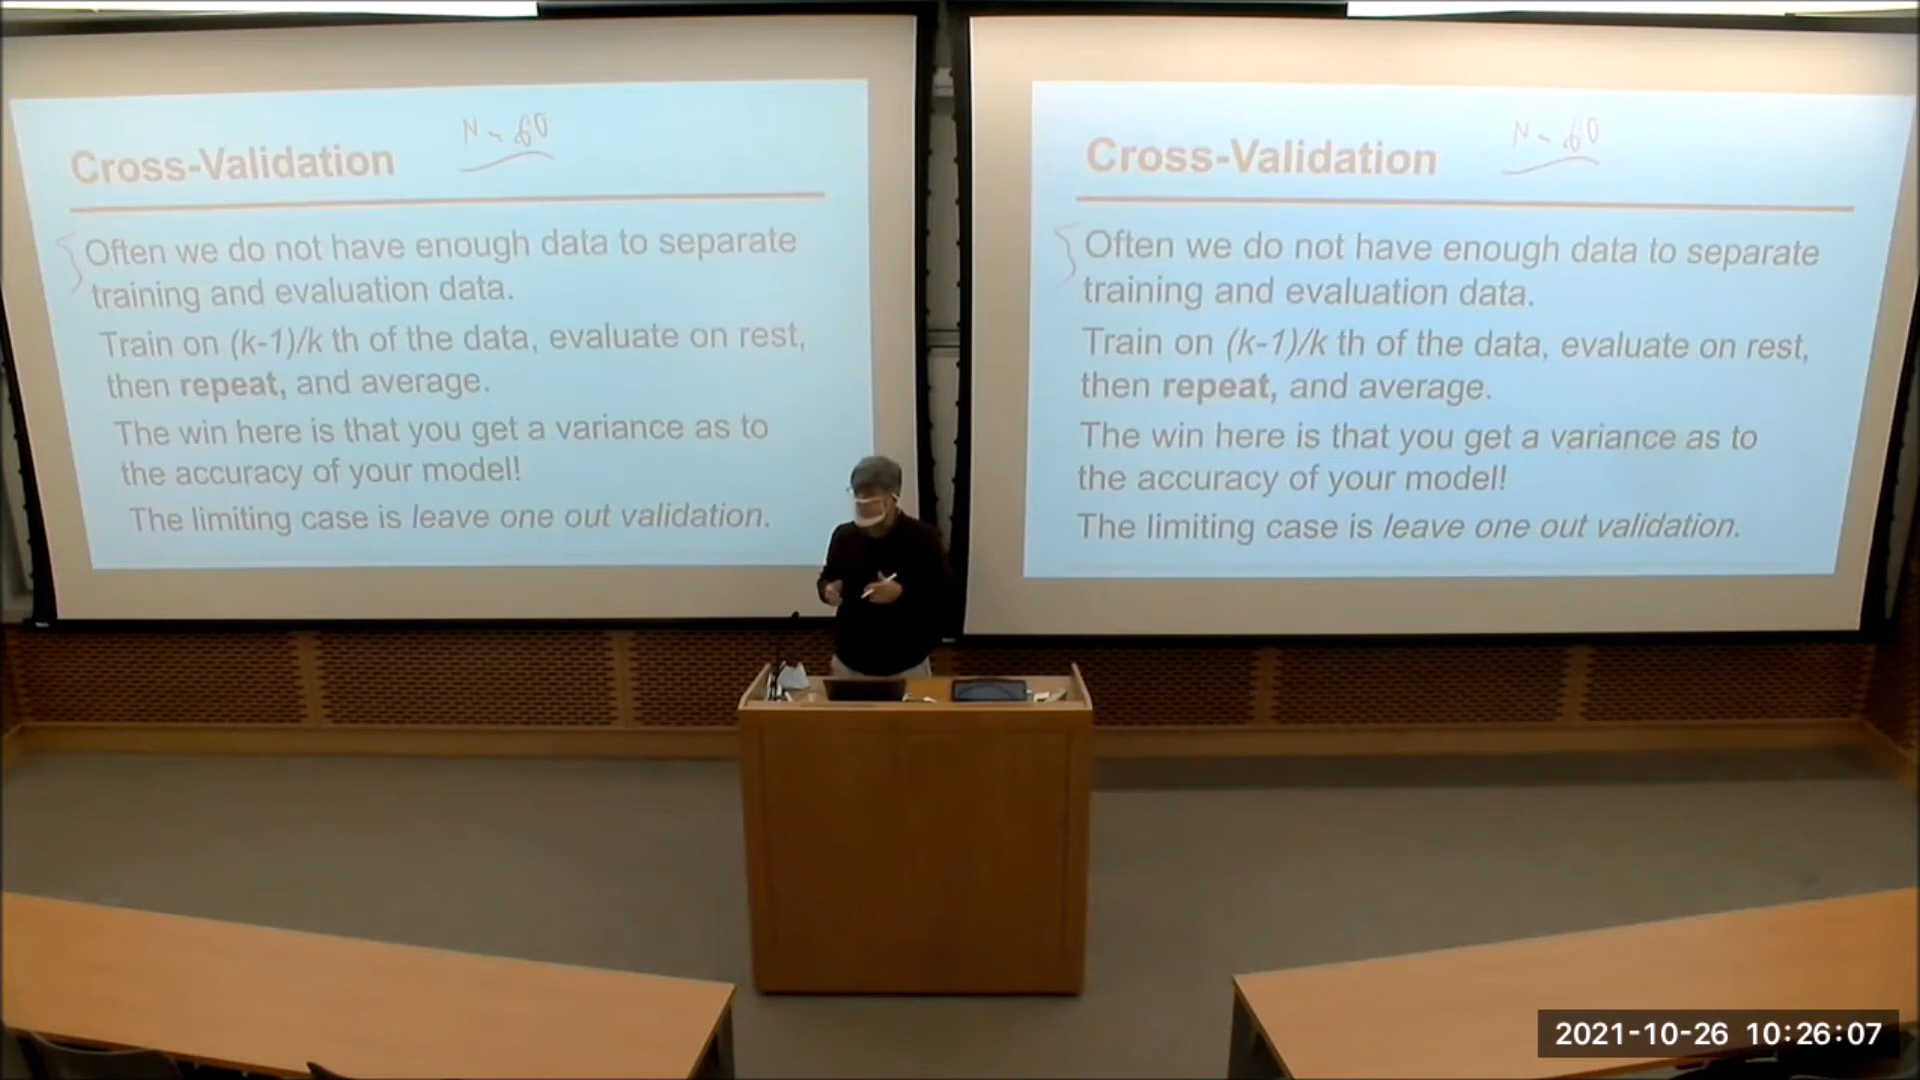 Cross-Validation
N ~ 60
Often we do not have enough data to separate
training and evaluation data.
Train on (k-1)/k th of the data, evaluate on rest,
then repeat, and average.
The win here is that you get a variance as to
the accuracy of your model!
The limiting case is leave one out validation.
Cross-Validation
N ~ 60
Often we do not have enough data to separate
training and evaluation data.
Train on (k-1)/k th of the data, evaluate on rest,
then repeat, and average.
The win here is that you get a variance as to
the accuracy of your model!
The limiting case is leave one out validation.
2021-10-26 10:26:07